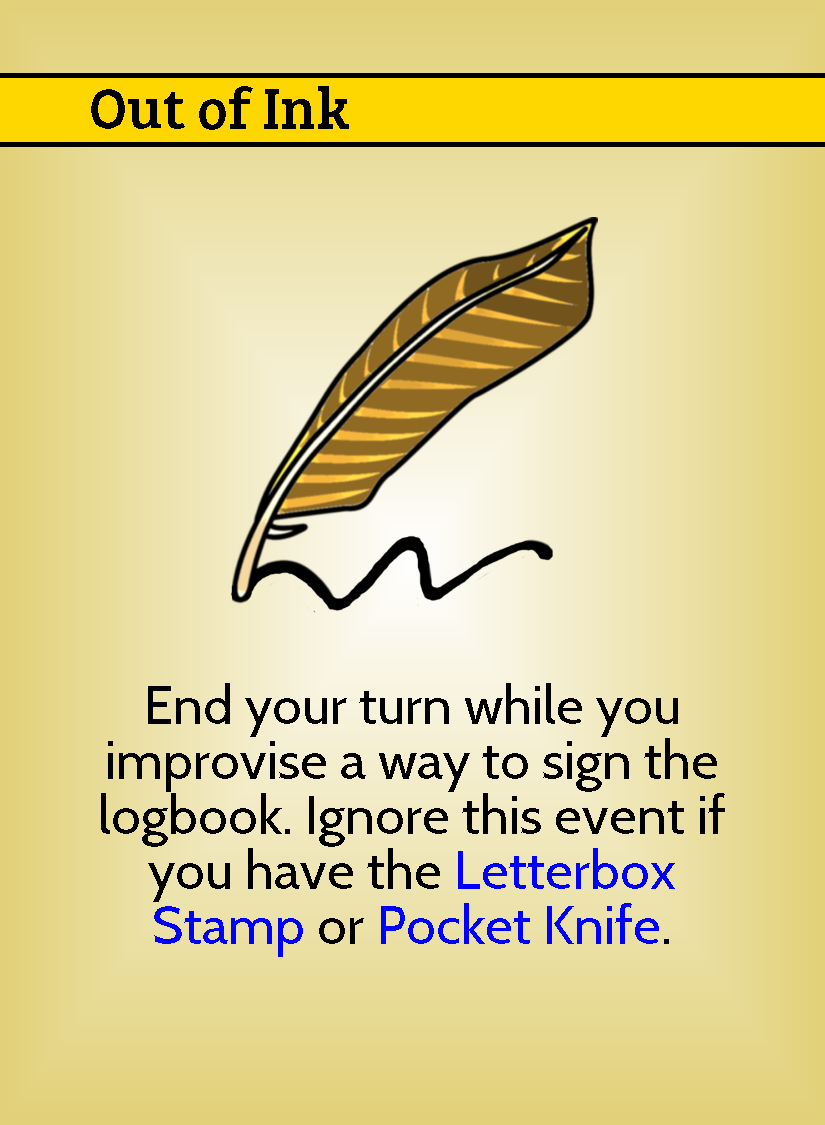 Out of Ink
End your turn while you
improvise a way to sign the
logbook. Ignore this event if
you have the Letterbox
Stamp or Pocket Knife.